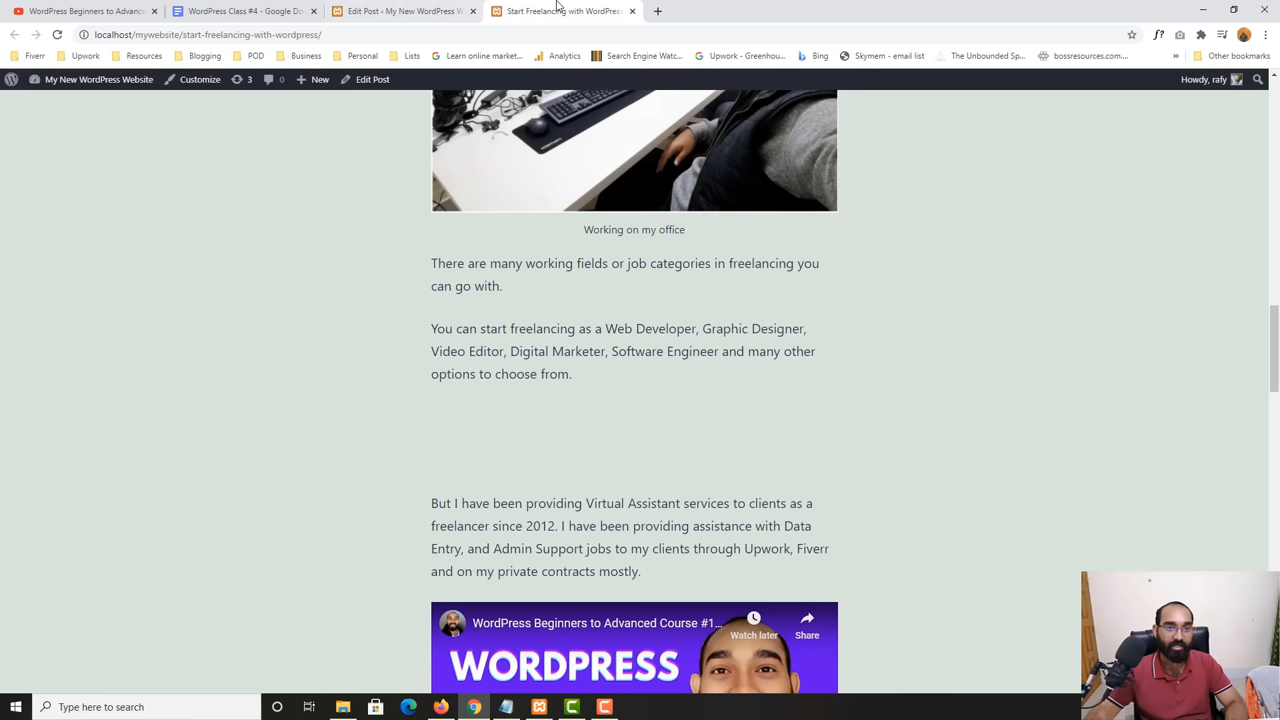 WordPress Beginners to Advance
WordPress Class #4 - Google Do
Edit Post ‹ My New WordPress W
Start Freelancing with WordPress
localhost/mywebsite/start-freelancing-with-wordpress/
Fiverr
Upwork
Resources
Blogging
POD
Business
Personal
Lists
Learn online market...
Analytics
Search Engine Watc...
Upwork - Greenhou...
Bing
Skymem - email list
The Unbounded Sp...
bossresources.com...
»
Other bookmarks
My New WordPress Website
Customize
3
0
New
Edit Post
Howdy, rafy
Working on my office
There are many working fields or job categories in freelancing you
can go with.
You can start freelancing as a Web Developer, Graphic Designer,
Video Editor, Digital Marketer, Software Engineer and many other
options to choose from.
But I have been providing Virtual Assistant services to clients as a
freelancer since 2012. I have been providing assistance with Data
Entry, and Admin Support jobs to my clients through Upwork, Fiverr
and on my private contracts mostly.
WordPress Beginners to Advanced Course #1...
Watch later
Share
WORDPRESS
Type here to search